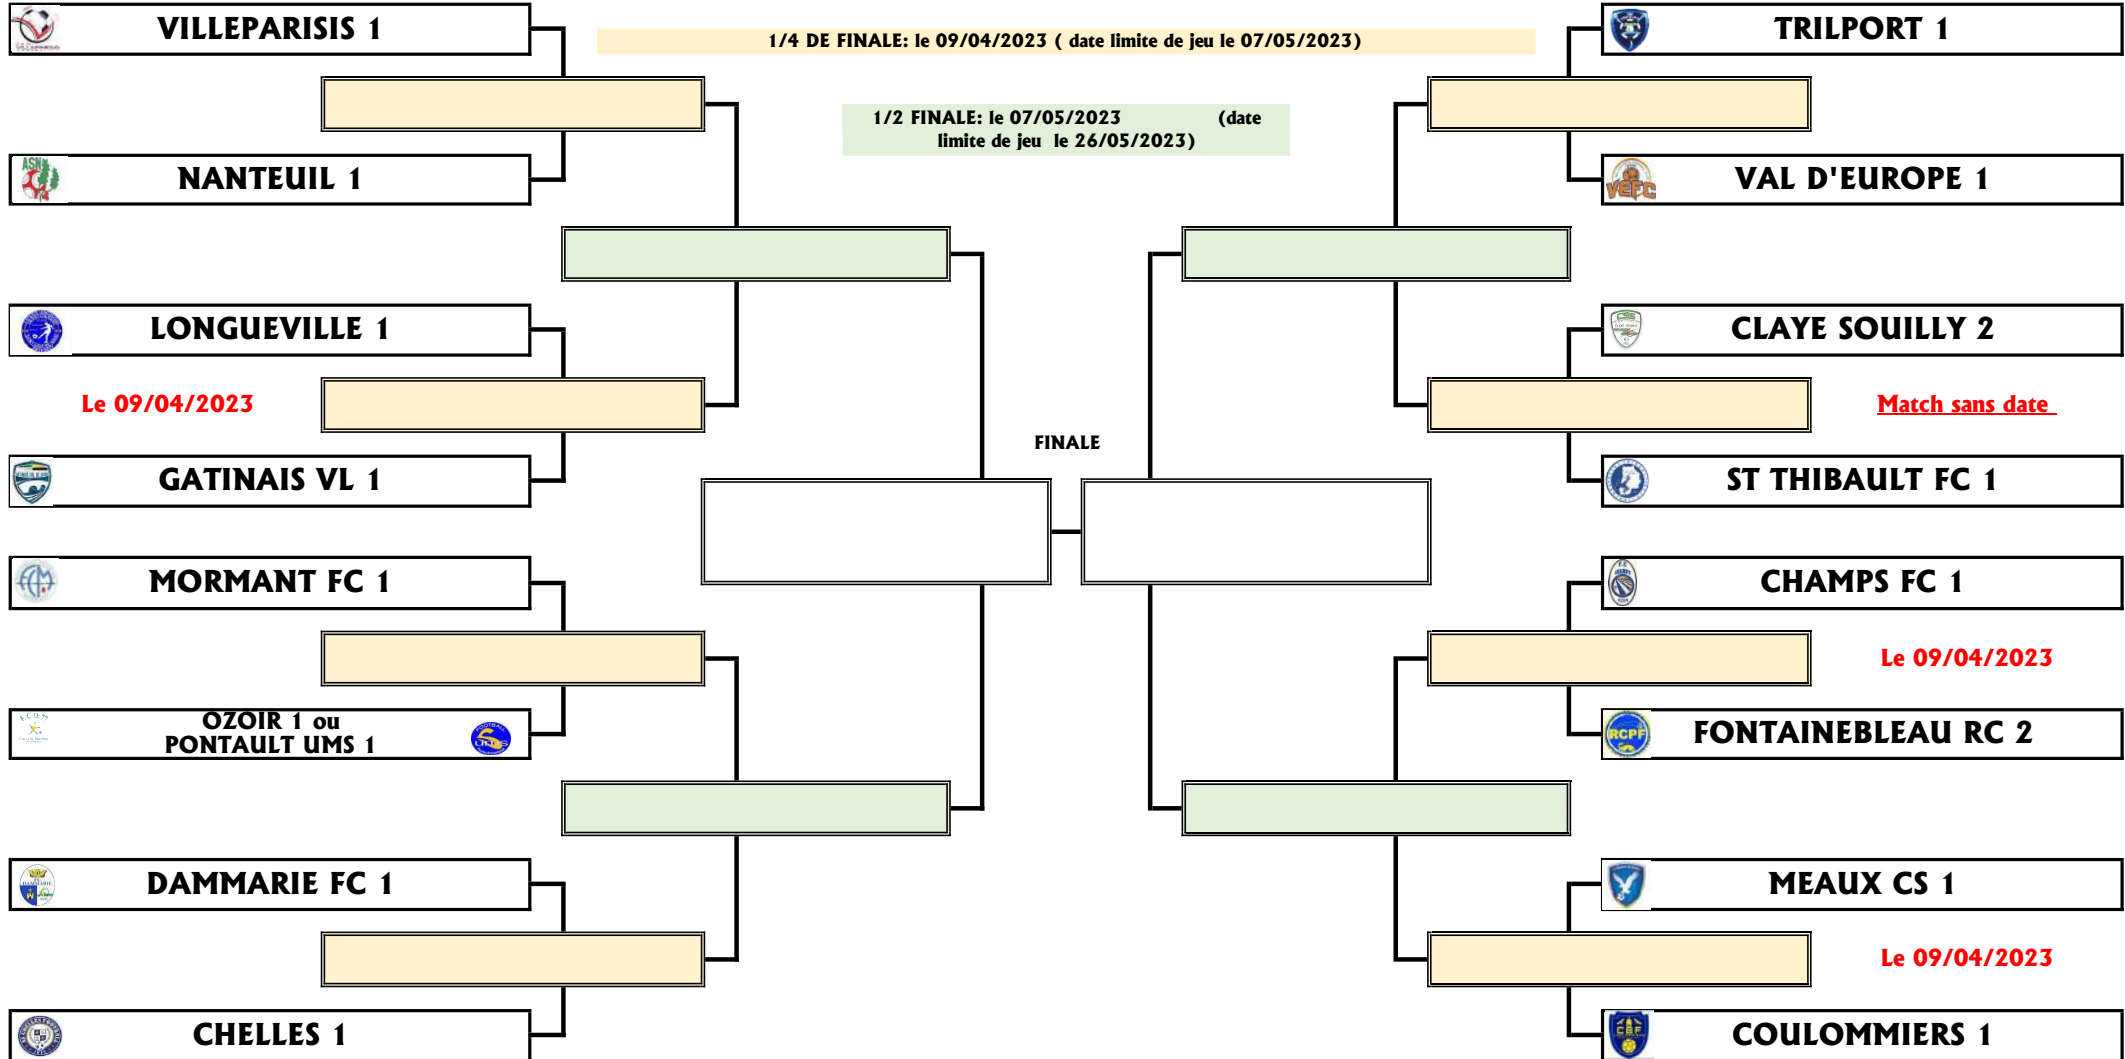 VILLEPARISIS 1
1/4 DE FINALE: le 09/04/2023 ( date limite de jeu le 07/05/2023)
TRILPORT 1
1/2 FINALE: le 07/05/2023 (date
limite de jeu le 26/05/2023)
ASN
NANTEUIL 1
VEFC
VAL D'EUROPE 1
LONGUEVILLE 1
CLAYE SOUILLY 2
Le 09/04/2023
Match sans date
FINALE
GATINAIS VL 1
ST THIBAULT FC 1
MORMANT FC 1
CHAMPS FC 1
Le 09/04/2023
OZOIR 1 ou
PONTAULT UMS 1
RCPF
FONTAINEBLEAU RC 2
DAMMARIE FC 1
MEAUX CS 1
Le 09/04/2023
CHELLES 1
CBF
COULOMMIERS 1